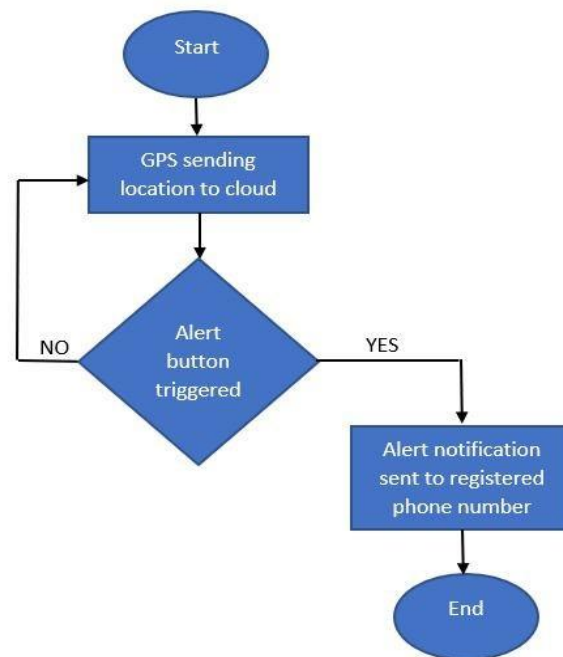 Start
GPS sending
location to cloud
Alert
button
triggered
NO
YES
Alert notification
sent to registered
phone number
End